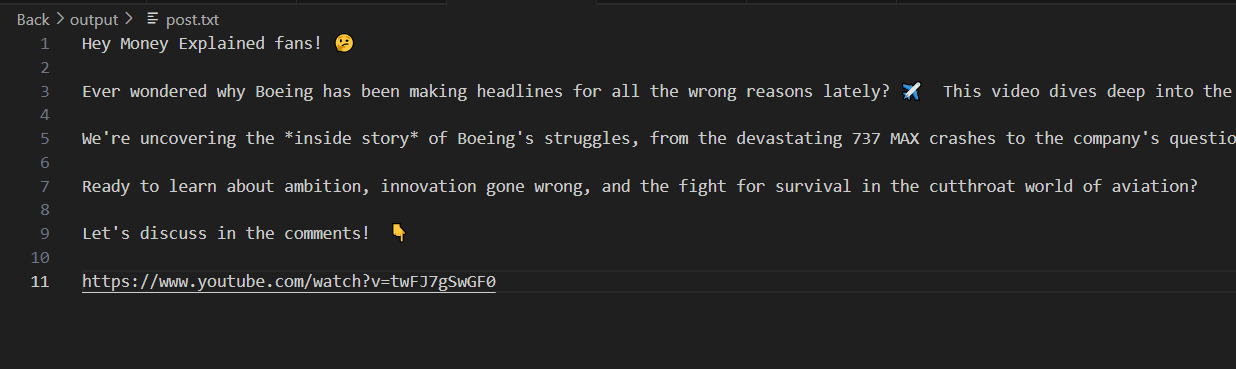 Back > output > post.txt
1 Hey Money Explained fans! 🤔
2
3 Ever wondered why Boeing has been making headlines for all the wrong reasons lately? ✈️ This video dives deep into the
4
5 We're uncovering the *inside story* of Boeing's struggles, from the devastating 737 MAX crashes to the company's
6
7 Ready to learn about ambition, innovation gone wrong, and the fight for survival in the cutthroat world of aviation?
8
9 Let's discuss in the comments! 👇
10
11 https://www.youtube.com/watch?v=twFJ7gSwGF0